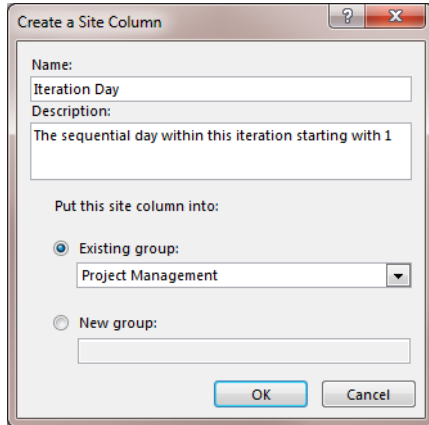 Create a Site Column
?
Name:
Iteration Day
Description:
The sequential day within this iteration starting with 1
Put this site column into:
Existing group:
Project Management
New group:
OK Cancel